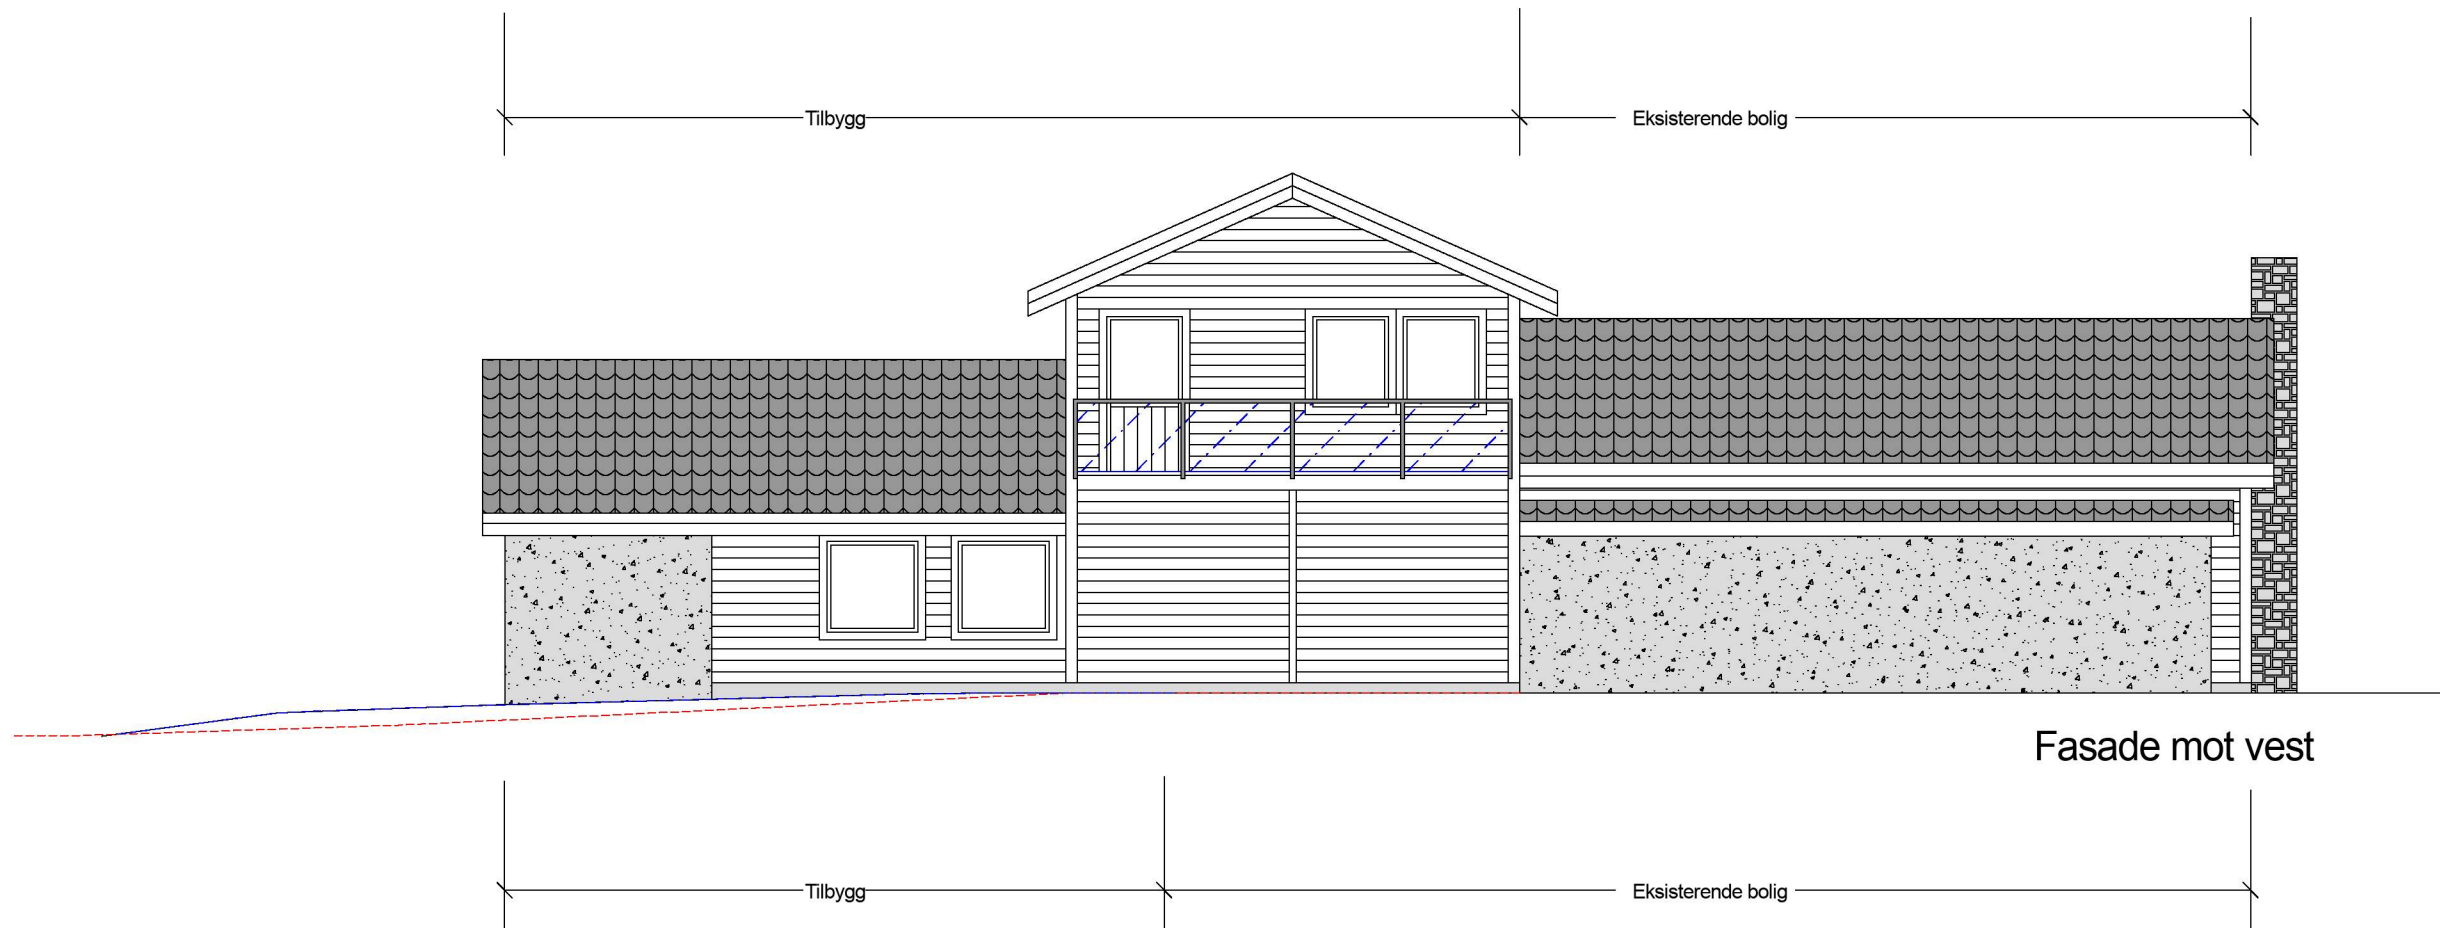 Tilbygg
Eksisterende bolig
Fasade mot vest
Tilbygg
Eksisterende bolig